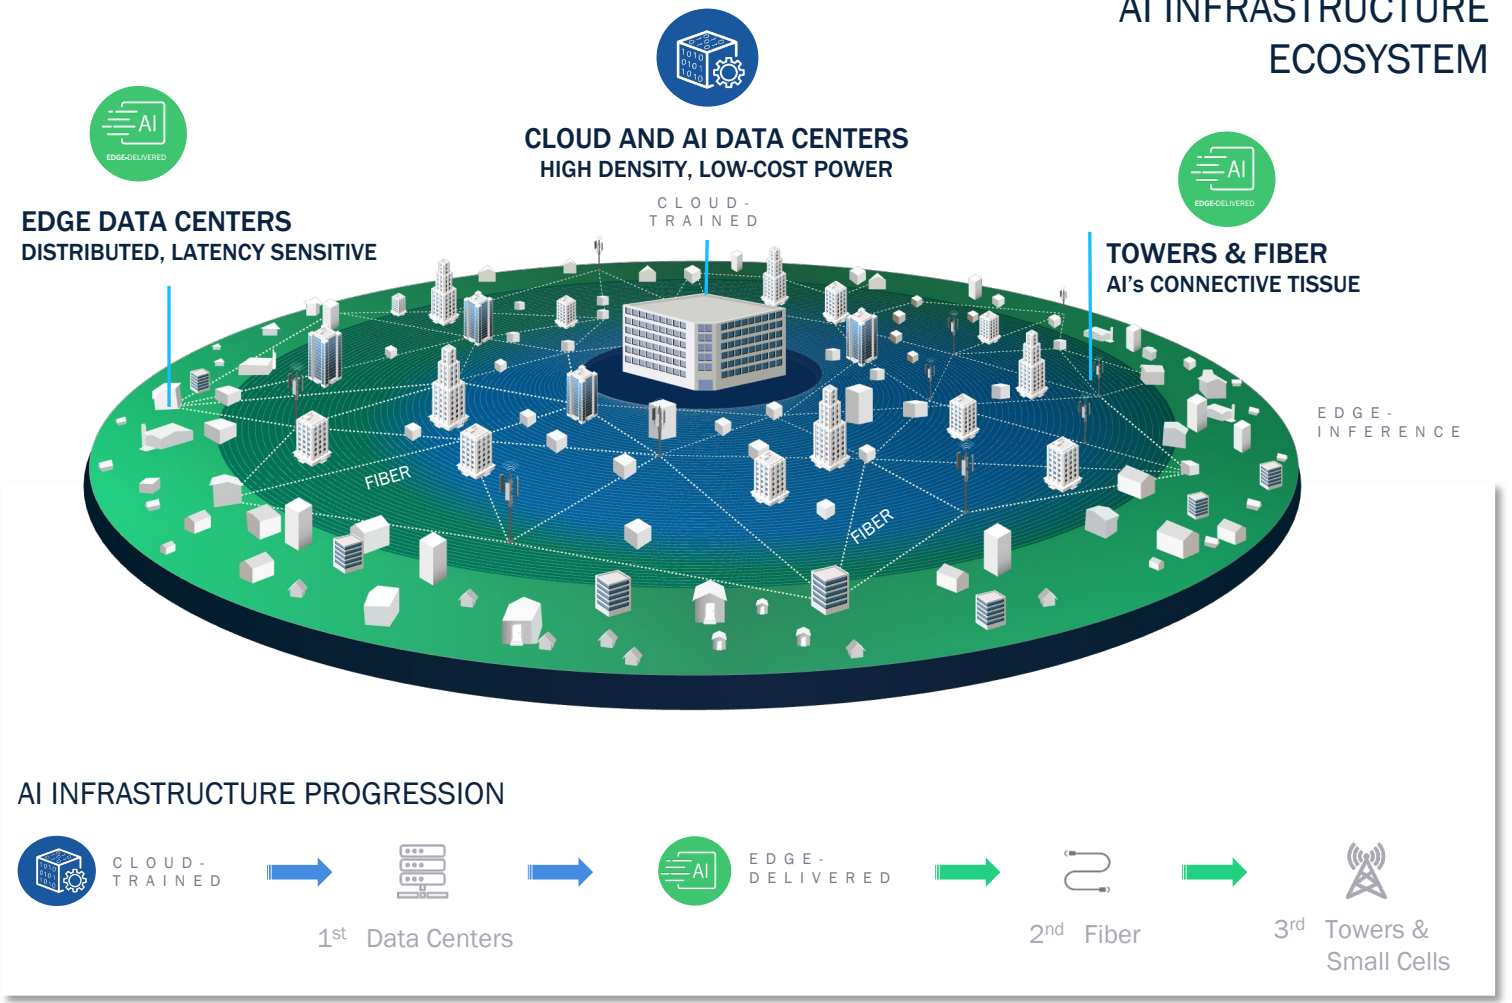 AI INFRASTRUCTURE
ECOSYSTEM
CLOUD AND AI DATA CENTERS
HIGH DENSITY, LOW-COST POWER
CLOUD-
TRAINED
AI
EDGE-DELIVERED
EDGE DATA CENTERS
DISTRIBUTED, LATENCY SENSITIVE
AI
EDGE-DELIVERED
TOWERS & FIBER
AI's CONNECTIVE TISSUE
EDGE-
INFERENCE
FIBER
FIBER
AI INFRASTRUCTURE PROGRESSION
CLOUD-
TRAINED
1st Data Centers
AI
EDGE-
DELIVERED
2nd Fiber
3rd Towers &
Small Cells